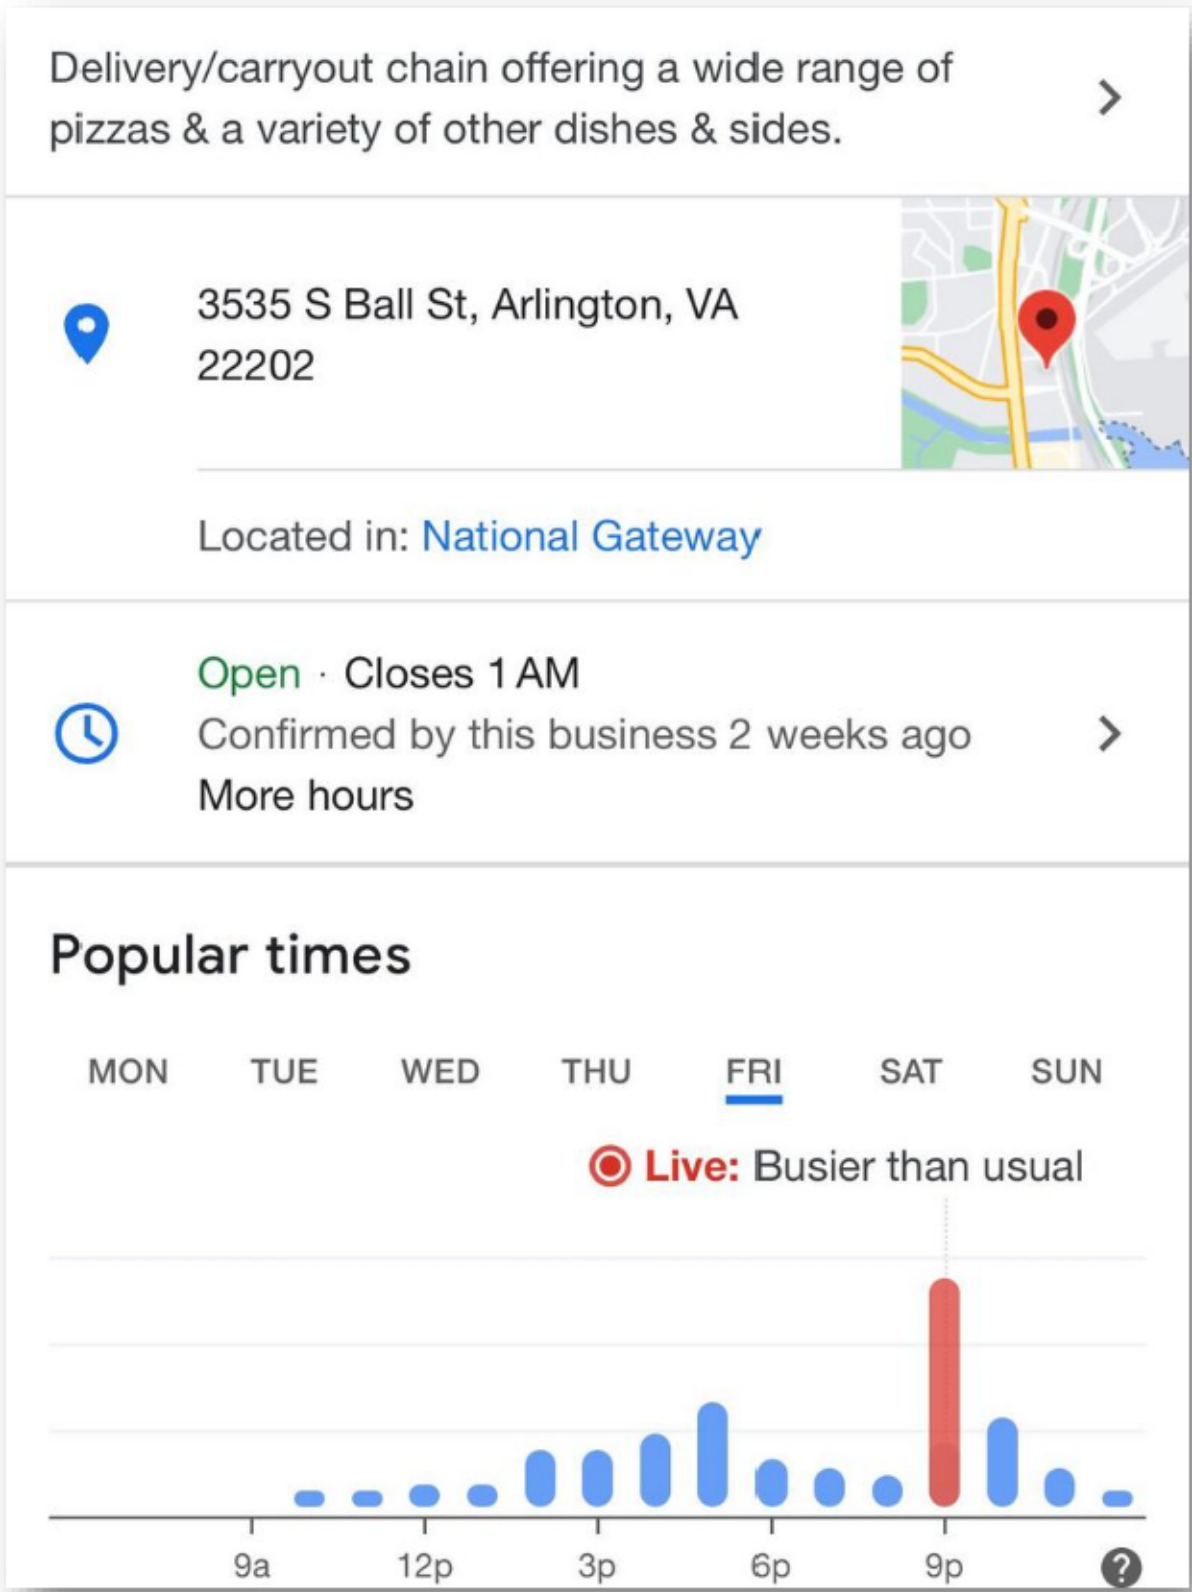 Delivery/carryout chain offering a wide range of
pizzas & a variety of other dishes & sides.
3535 S Ball St, Arlington, VA
22202
Located in: National Gateway
Open · Closes 1 AM
Confirmed by this business 2 weeks ago
More hours
Popular times
MON TUE WED THU FRI SAT SUN
Live: Busier than usual
9a 12p 3p 6p 9p ?